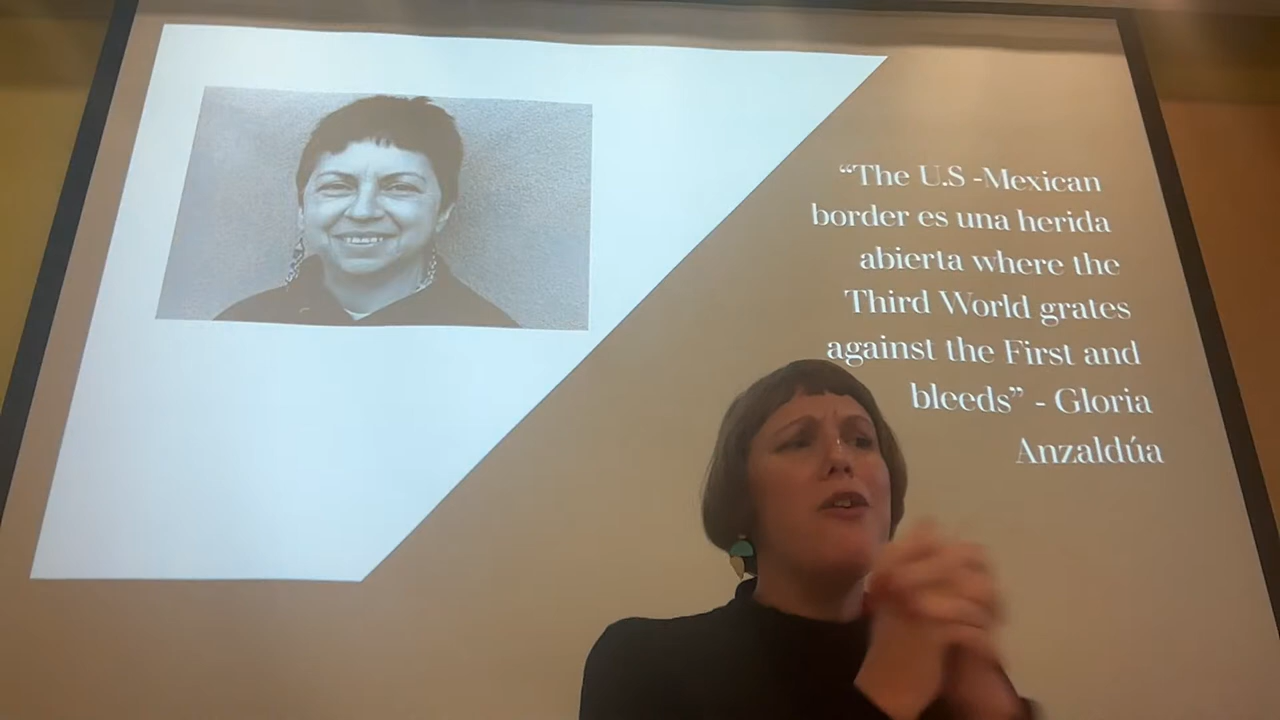 “The U.S -Mexican
border es una herida
abierta where the
Third World grates
against the First and
bleeds” - Gloria
Anzaldúa